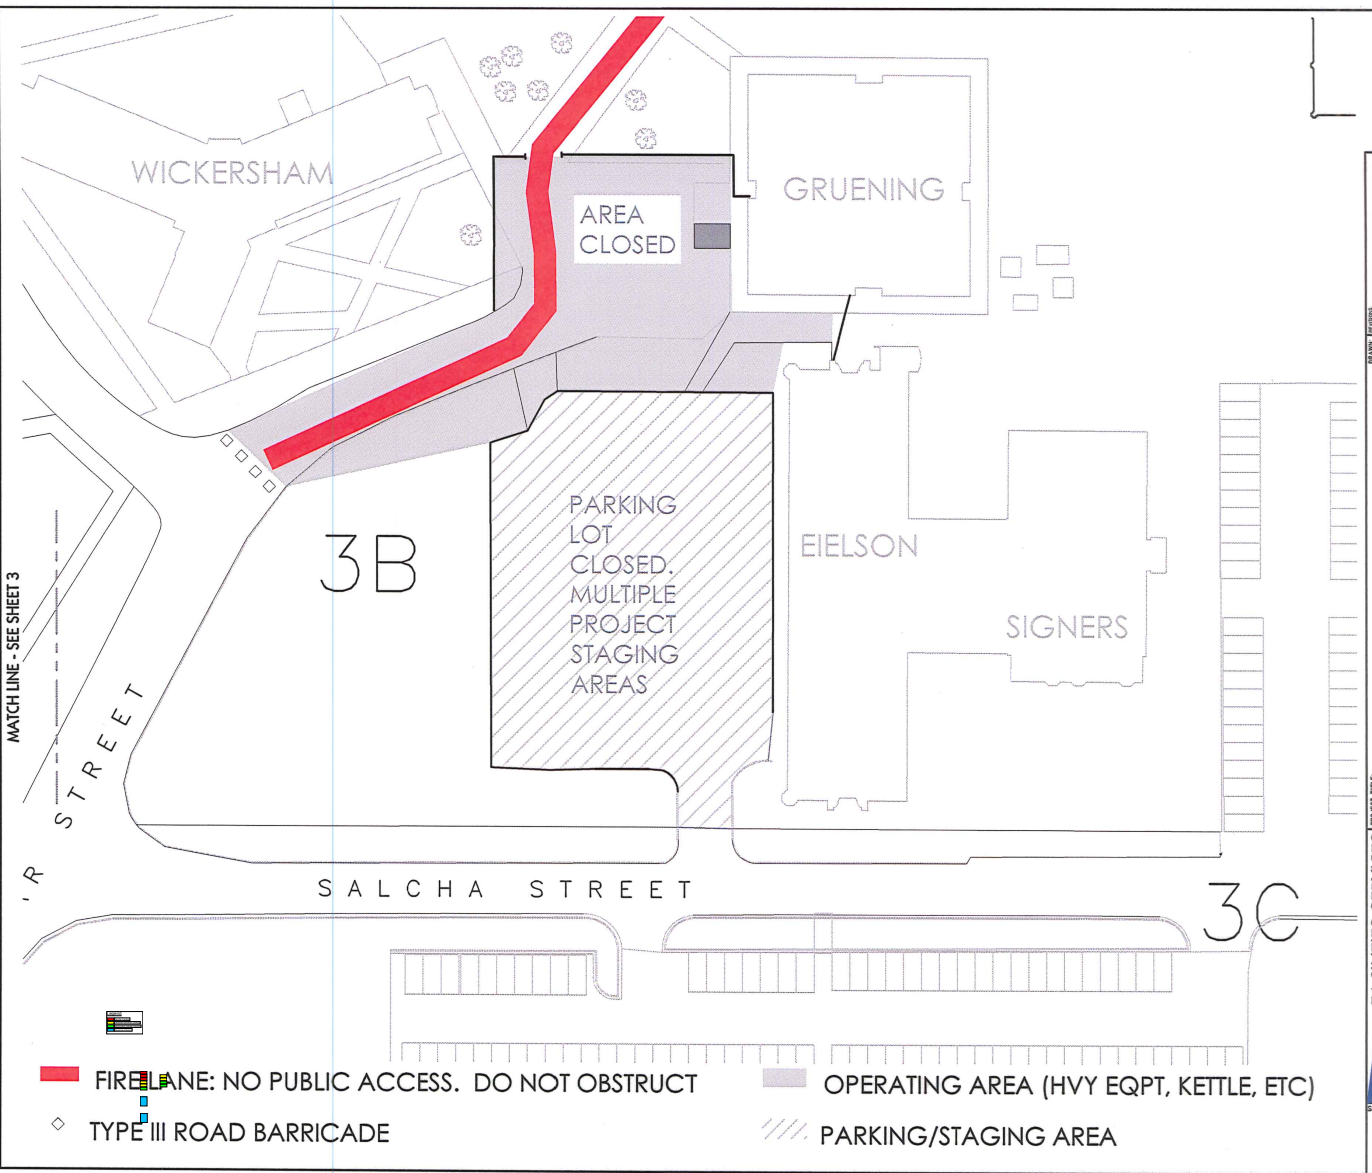 WICKERSHAM
GRUENING
AREA
CLOSED
3B
PARKING
LOT
CLOSED.
MULTIPLE
PROJECT
STAGING
AREAS
EIELSON
SIGNERS
MATCH LINE - SEE SHEET 3
'R STREET
SALCHA STREET
3C
FIRE LANE: NO PUBLIC ACCESS. DO NOT OBSTRUCT
OPERATING AREA (HVY EQPT, KETTLE, ETC)
TYPE III ROAD BARRICADE
PARKING/STAGING AREA